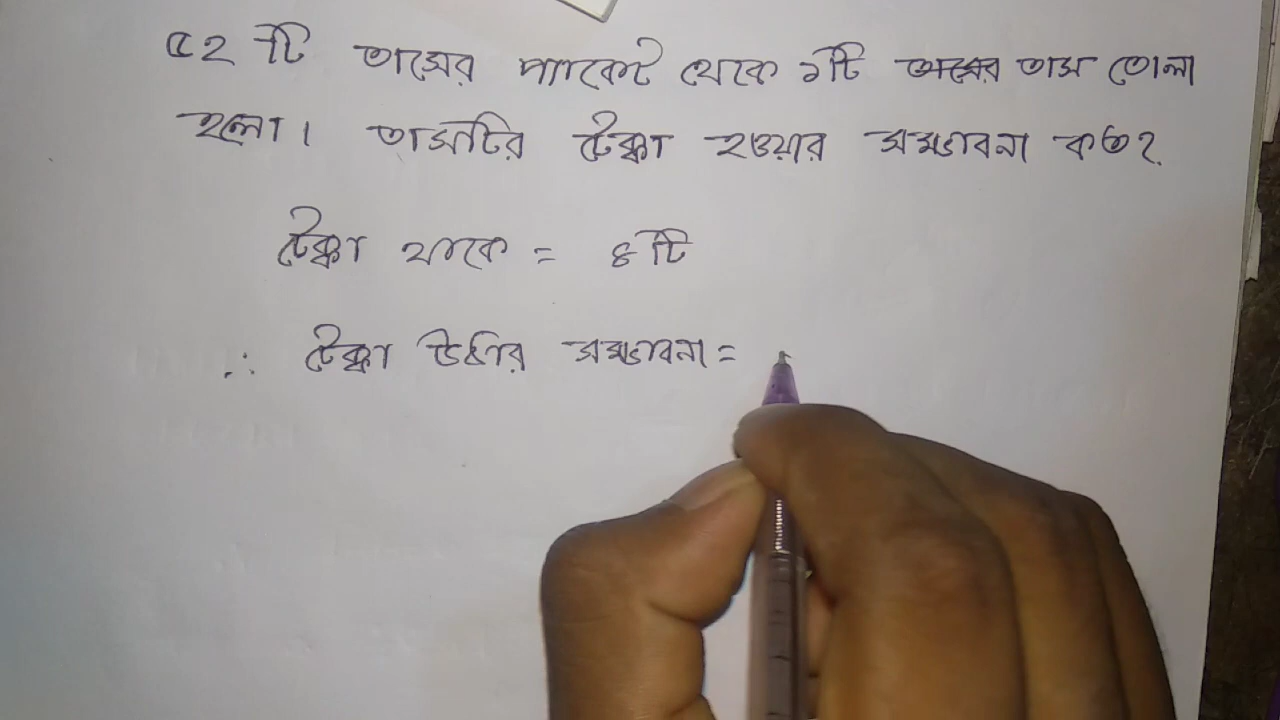 ৫২ টি তাসের প্যাকেট থেকে ১টি তাসের তাস তোলা
হলো। তাসটির টেক্কা হওয়ার সম্ভাবনা কত?
টেক্কা থাকে = ৪টি
∴ টেক্কা উঠার সম্ভাবনা =